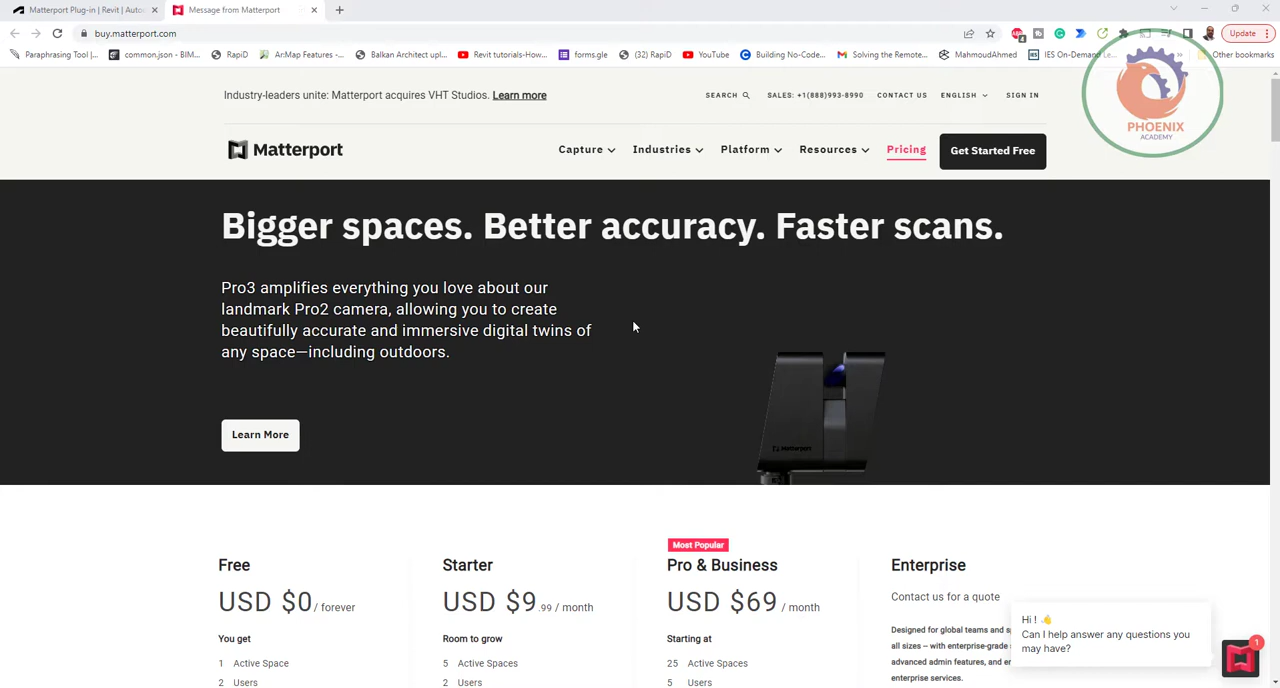 Matterport Plug-in | Revit | Autod
Message from Matterport
buy.matterport.com
Update
Paraphrasing Tool | ...
common.json - BIM...
RapiD
ArMap Features -...
Balkan Architect upl...
Revit tutorials-How...
forms.gle
(32) RapiD
YouTube
Building No-Code...
Solving the Remote...
MahmoudAhmed
IES On-Demand Le...
Other bookmarks
PHOENIX
ACADEMY
Industry-leaders unite: Matterport acquires VHT Studios. Learn more
SEARCH
SALES: +1(888)993-8990
CONTACT US
ENGLISH
SIGN IN
Matterport
Capture
Industries
Platform
Resources
Pricing
Get Started Free
Bigger spaces. Better accuracy. Faster scans.
Pro3 amplifies everything you love about our
landmark Pro2 camera, allowing you to create
beautifully accurate and immersive digital twins of
any space—including outdoors.
Learn More
Matterport
Free
USD $0/ forever
You get
1 Active Space
2 Users
Starter
USD $9.99 / month
Room to grow
5 Active Spaces
2 Users
Most Popular
Pro & Business
USD $69 / month
Starting at
25 Active Spaces
5 Users
Enterprise
Contact us for a quote
Designed for global teams and sp
all sizes – with enterprise-grade
advanced admin features, and en
enterprise services.
Hi ! 👋
Can I help answer any questions you
may have?
1